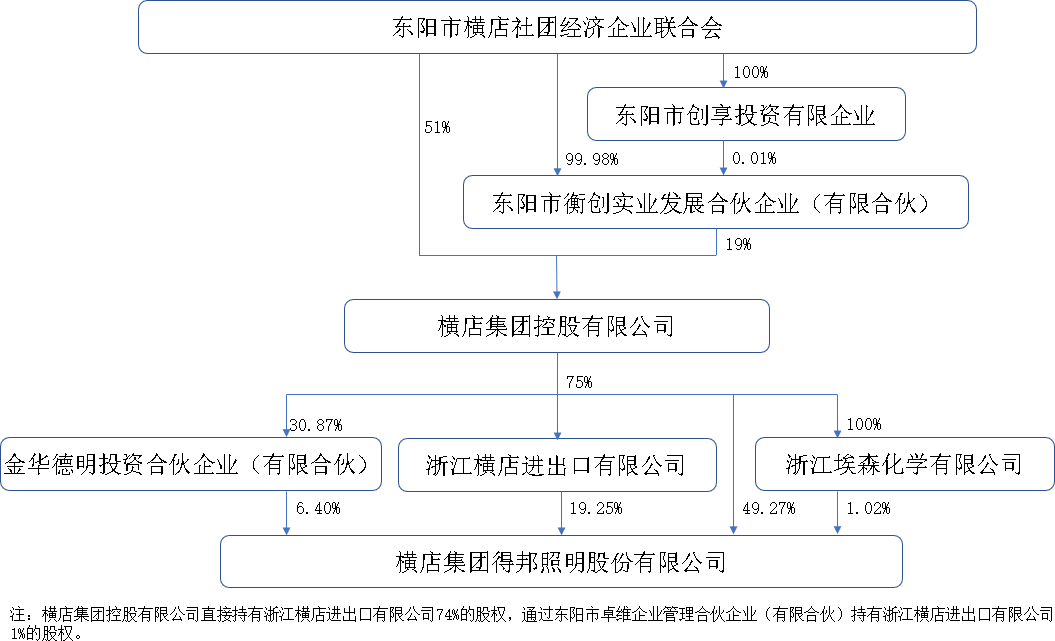 东阳市横店社团经济企业联合会
100%
东阳市创享投资有限企业
51%
99.98%
0.01%
东阳市衡创实业发展合伙企业（有限合伙）
19%
横店集团控股有限公司
75%
30.87%
100%
金华德明投资合伙企业（有限合伙）
浙江横店进出口有限公司
浙江埃森化学有限公司
6.40%
19.25%
49.27%
1.02%
横店集团得邦照明股份有限公司
注：横店集团控股有限公司直接持有浙江横店进出口有限公司74%的股权，通过东阳市卓维企业管理合伙企业（有限合伙）持有浙江横店进出口有限公司
1%的股权。